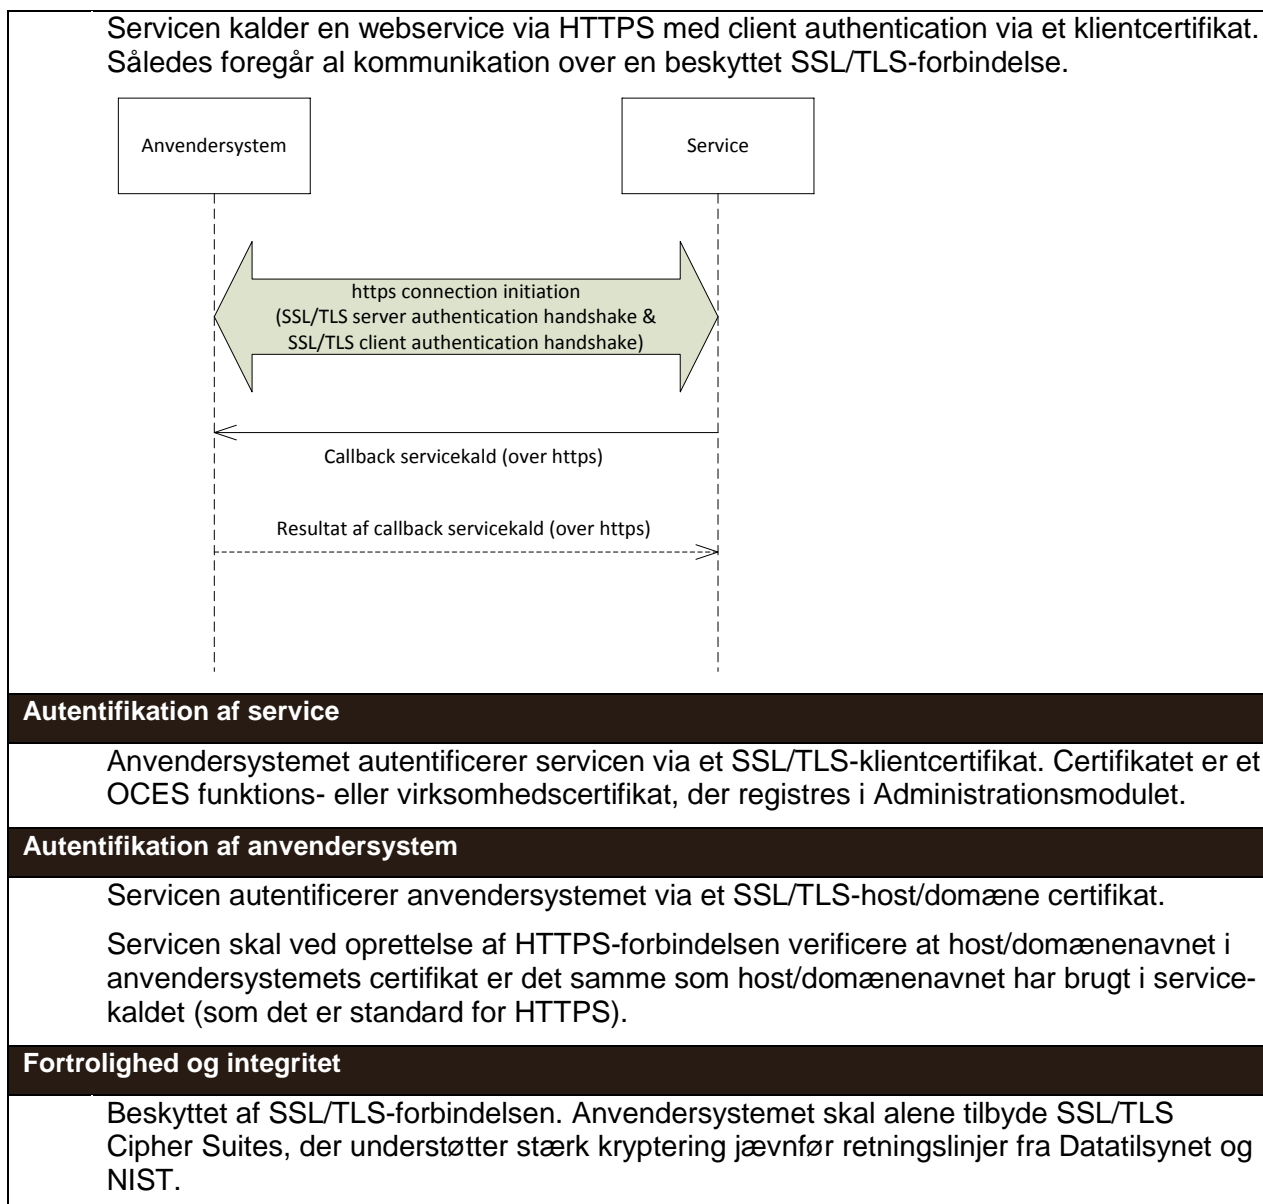 Servicen kalder en webservice via HTTPS med client authentication via et klientcertifikat.
Således foregår al kommunikation over en beskyttet SSL/TLS-forbindelse.
Anvendersystem
Service
https connection initiation
(SSL/TLS server authentication handshake &
SSL/TLS client authentication handshake)
Callback servicekald (over https)
Resultat af callback servicekald (over https)
Autentifikation af service
Anvendersystemet autentificerer servicen via et SSL/TLS-klientcertifikat. Certifikatet er et
OCES funktions- eller virksomhedscertifikat, der registres i Administrationsmodulet.
Autentifikation af anvendersystem
Servicen autentificerer anvendersystemet via et SSL/TLS-host/domæne certifikat.
Servicen skal ved oprettelse af HTTPS-forbindelsen verificere at host/domænenavnet i
anvendersystemets certifikat er det samme som host/domænenavnet har brugt i service-
kaldet (som det er standard for HTTPS).
Fortrolighed og integritet
Beskyttet af SSL/TLS-forbindelsen. Anvendersystemet skal alene tilbyde SSL/TLS
Cipher Suites, der understøtter stærk kryptering jævnfør retningslinjer fra Datatilsynet og
NIST.